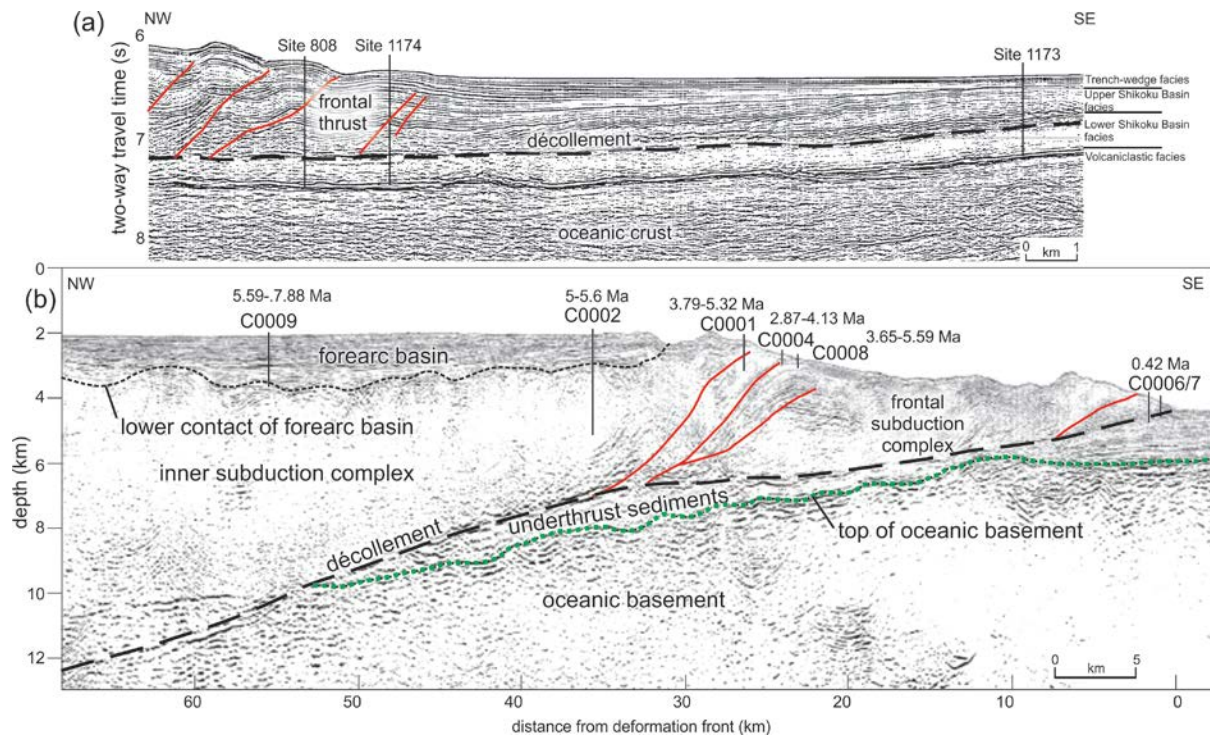 (a)
NW
SE
6
7
8
two-way travel time (s)
Site 808
Site 1174
Site 1173
frontal
thrust
décollement
oceanic crust
Trench-wedge facies
Upper Shikoku Basin
facies
Lower Shikoku Basin
facies
Volcaniclastic facies
0 1
km
(b)
NW
SE
0
2
4
6
8
10
12
depth (km)
5.59-.7.88 Ma
C0009
5-5.6 Ma
C0002
3.79-5.32 Ma
C0001
2.87-4.13 Ma
C0004
3.65-5.59 Ma
C0008
0.42 Ma
C0006/7
forearc basin
lower contact of forearc basin
inner subduction complex
frontal
subduction
complex
décollement
underthrust sediments
top of oceanic basement
oceanic basement
0 5
km
60 50 40 30 20 10 0
distance from deformation front (km)